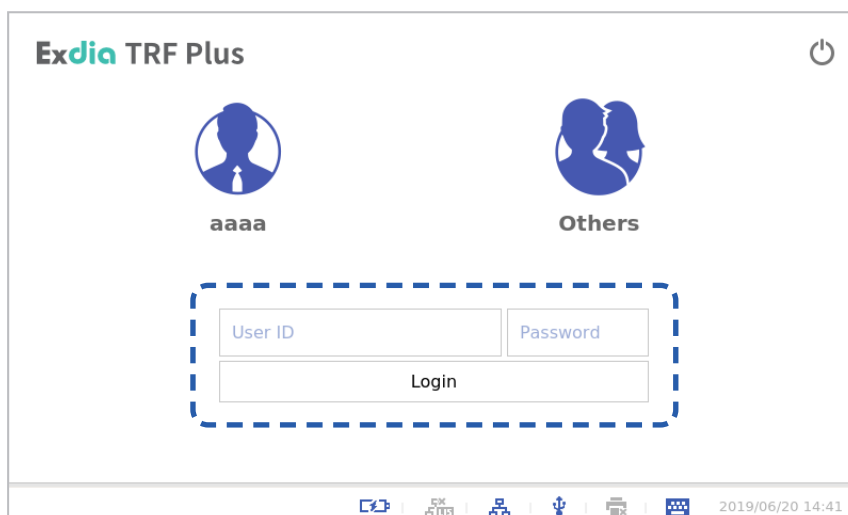 Exdia TRF Plus
aaaa Others
User ID Password
Login
2019/06/20 14:41